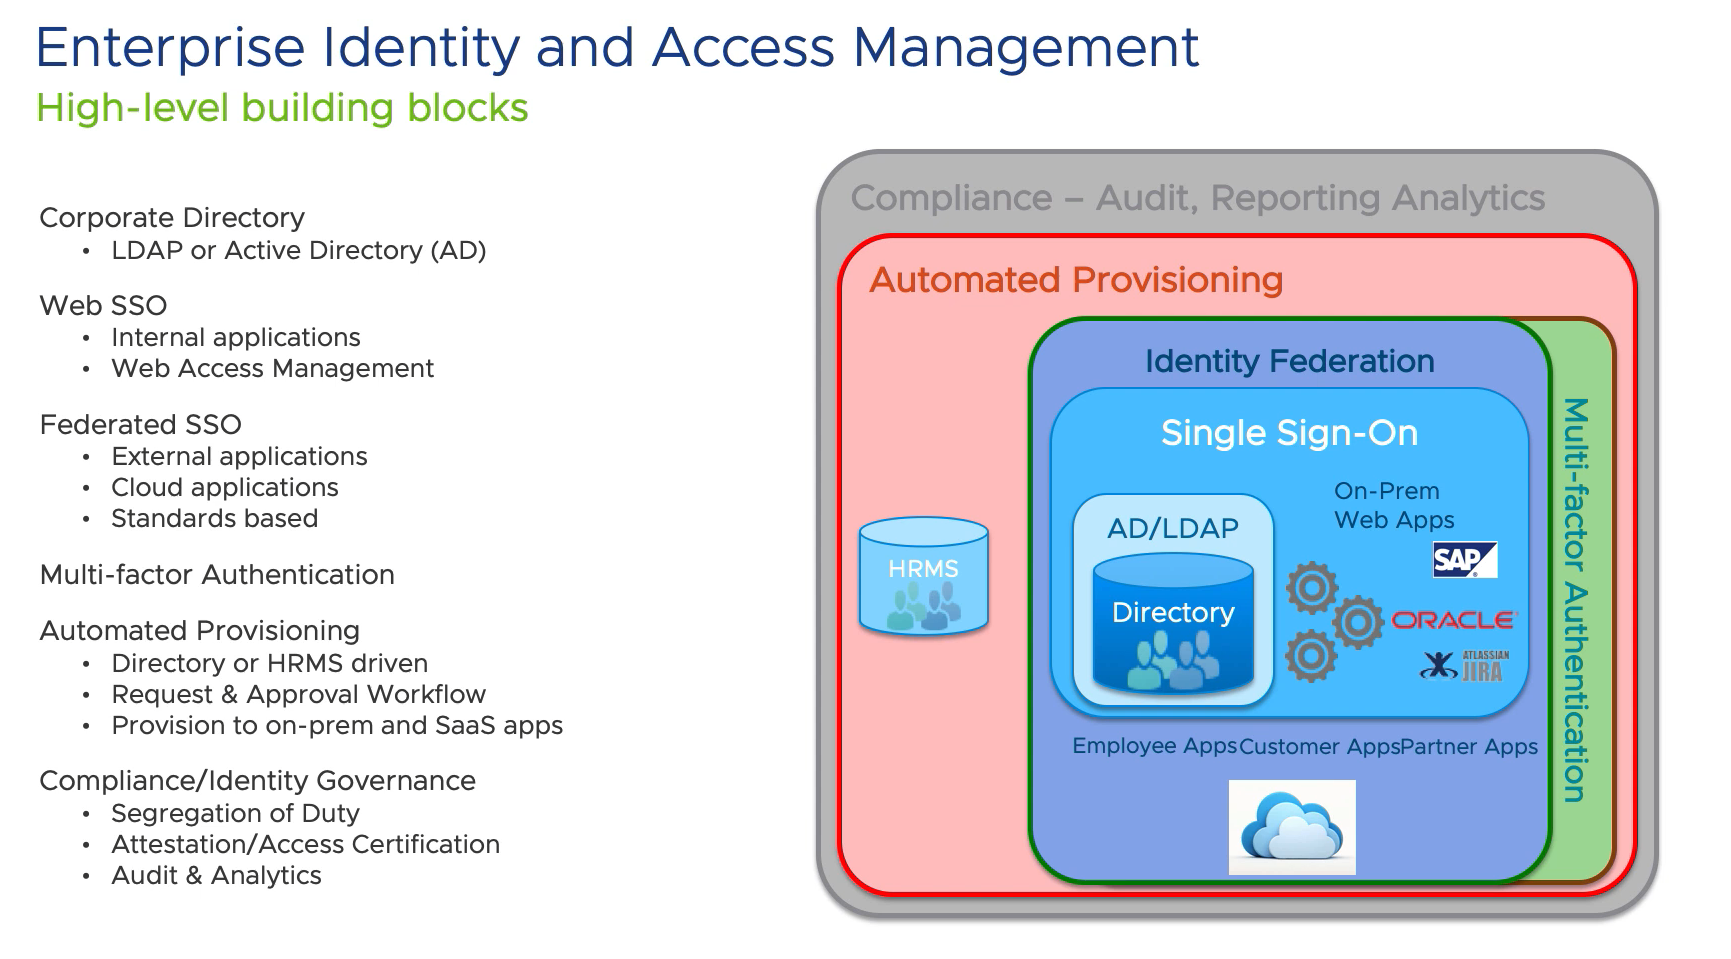 Enterprise Identity and Access Management
High-level building blocks
Corporate Directory
• LDAP or Active Directory (AD)
Web SSO
• Internal applications
• Web Access Management
Federated SSO
• External applications
• Cloud applications
• Standards based
Multi-factor Authentication
Automated Provisioning
• Directory or HRMS driven
• Request & Approval Workflow
• Provision to on-prem and SaaS apps
Compliance/Identity Governance
• Segregation of Duty
• Attestation/Access Certification
• Audit & Analytics
Compliance – Audit, Reporting Analytics
Automated Provisioning
Identity Federation
Single Sign-On
On-Prem
Web Apps
AD/LDAP
Directory
HRMS
SAP
ORACLE
ATLASSIAN
JIRA
Employee Apps
Customer Apps
Partner Apps
Multi-factor Authentication